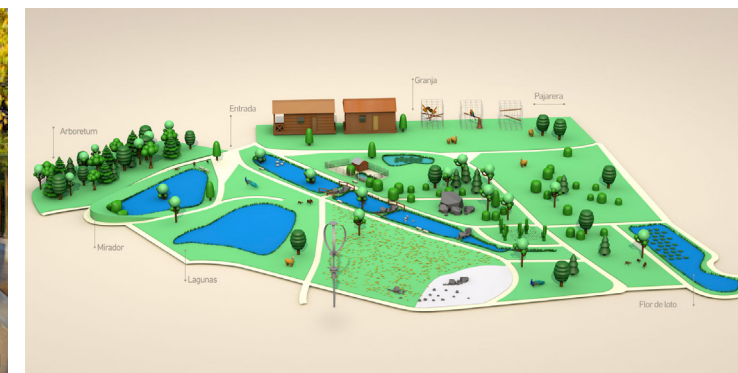 Granja
Pajarera
Entrada
Arboretum
Mirador
Lagunas
Flor de loto